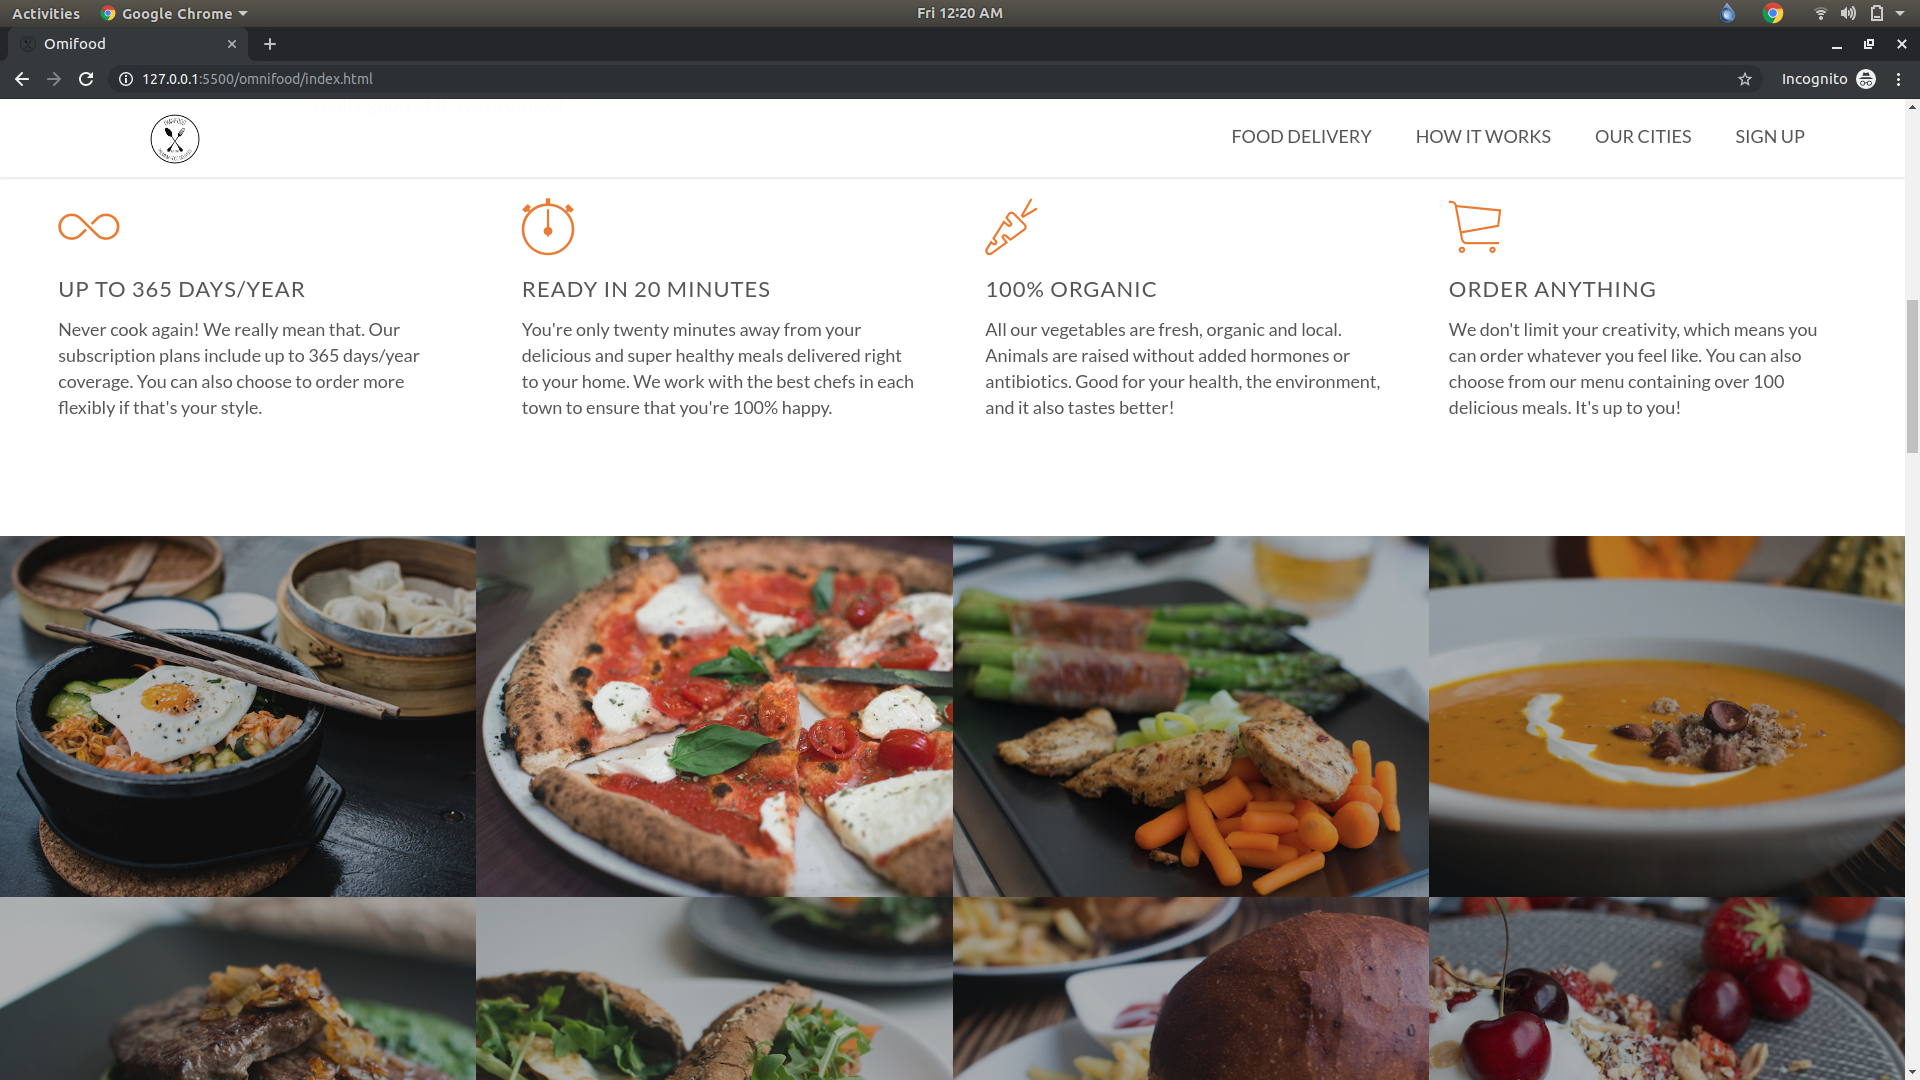 Activities Google Chrome Fri 12:20 AM
Omifood
127.0.0.1:5500/omnifood/index.html Incognito
FOOD DELIVERY HOW IT WORKS OUR CITIES SIGN UP
UP TO 365 DAYS/YEAR
Never cook again! We really mean that. Our
subscription plans include up to 365 days/year
coverage. You can also choose to order more
flexibly if that's your style.
READY IN 20 MINUTES
You're only twenty minutes away from your
delicious and super healthy meals delivered right
to your home. We work with the best chefs in each
town to ensure that you're 100% happy.
100% ORGANIC
All our vegetables are fresh, organic and local.
Animals are raised without added hormones or
antibiotics. Good for your health, the environment,
and it also tastes better!
ORDER ANYTHING
We don't limit your creativity, which means you
can order whatever you feel like. You can also
choose from our menu containing over 100
delicious meals. It's up to you!